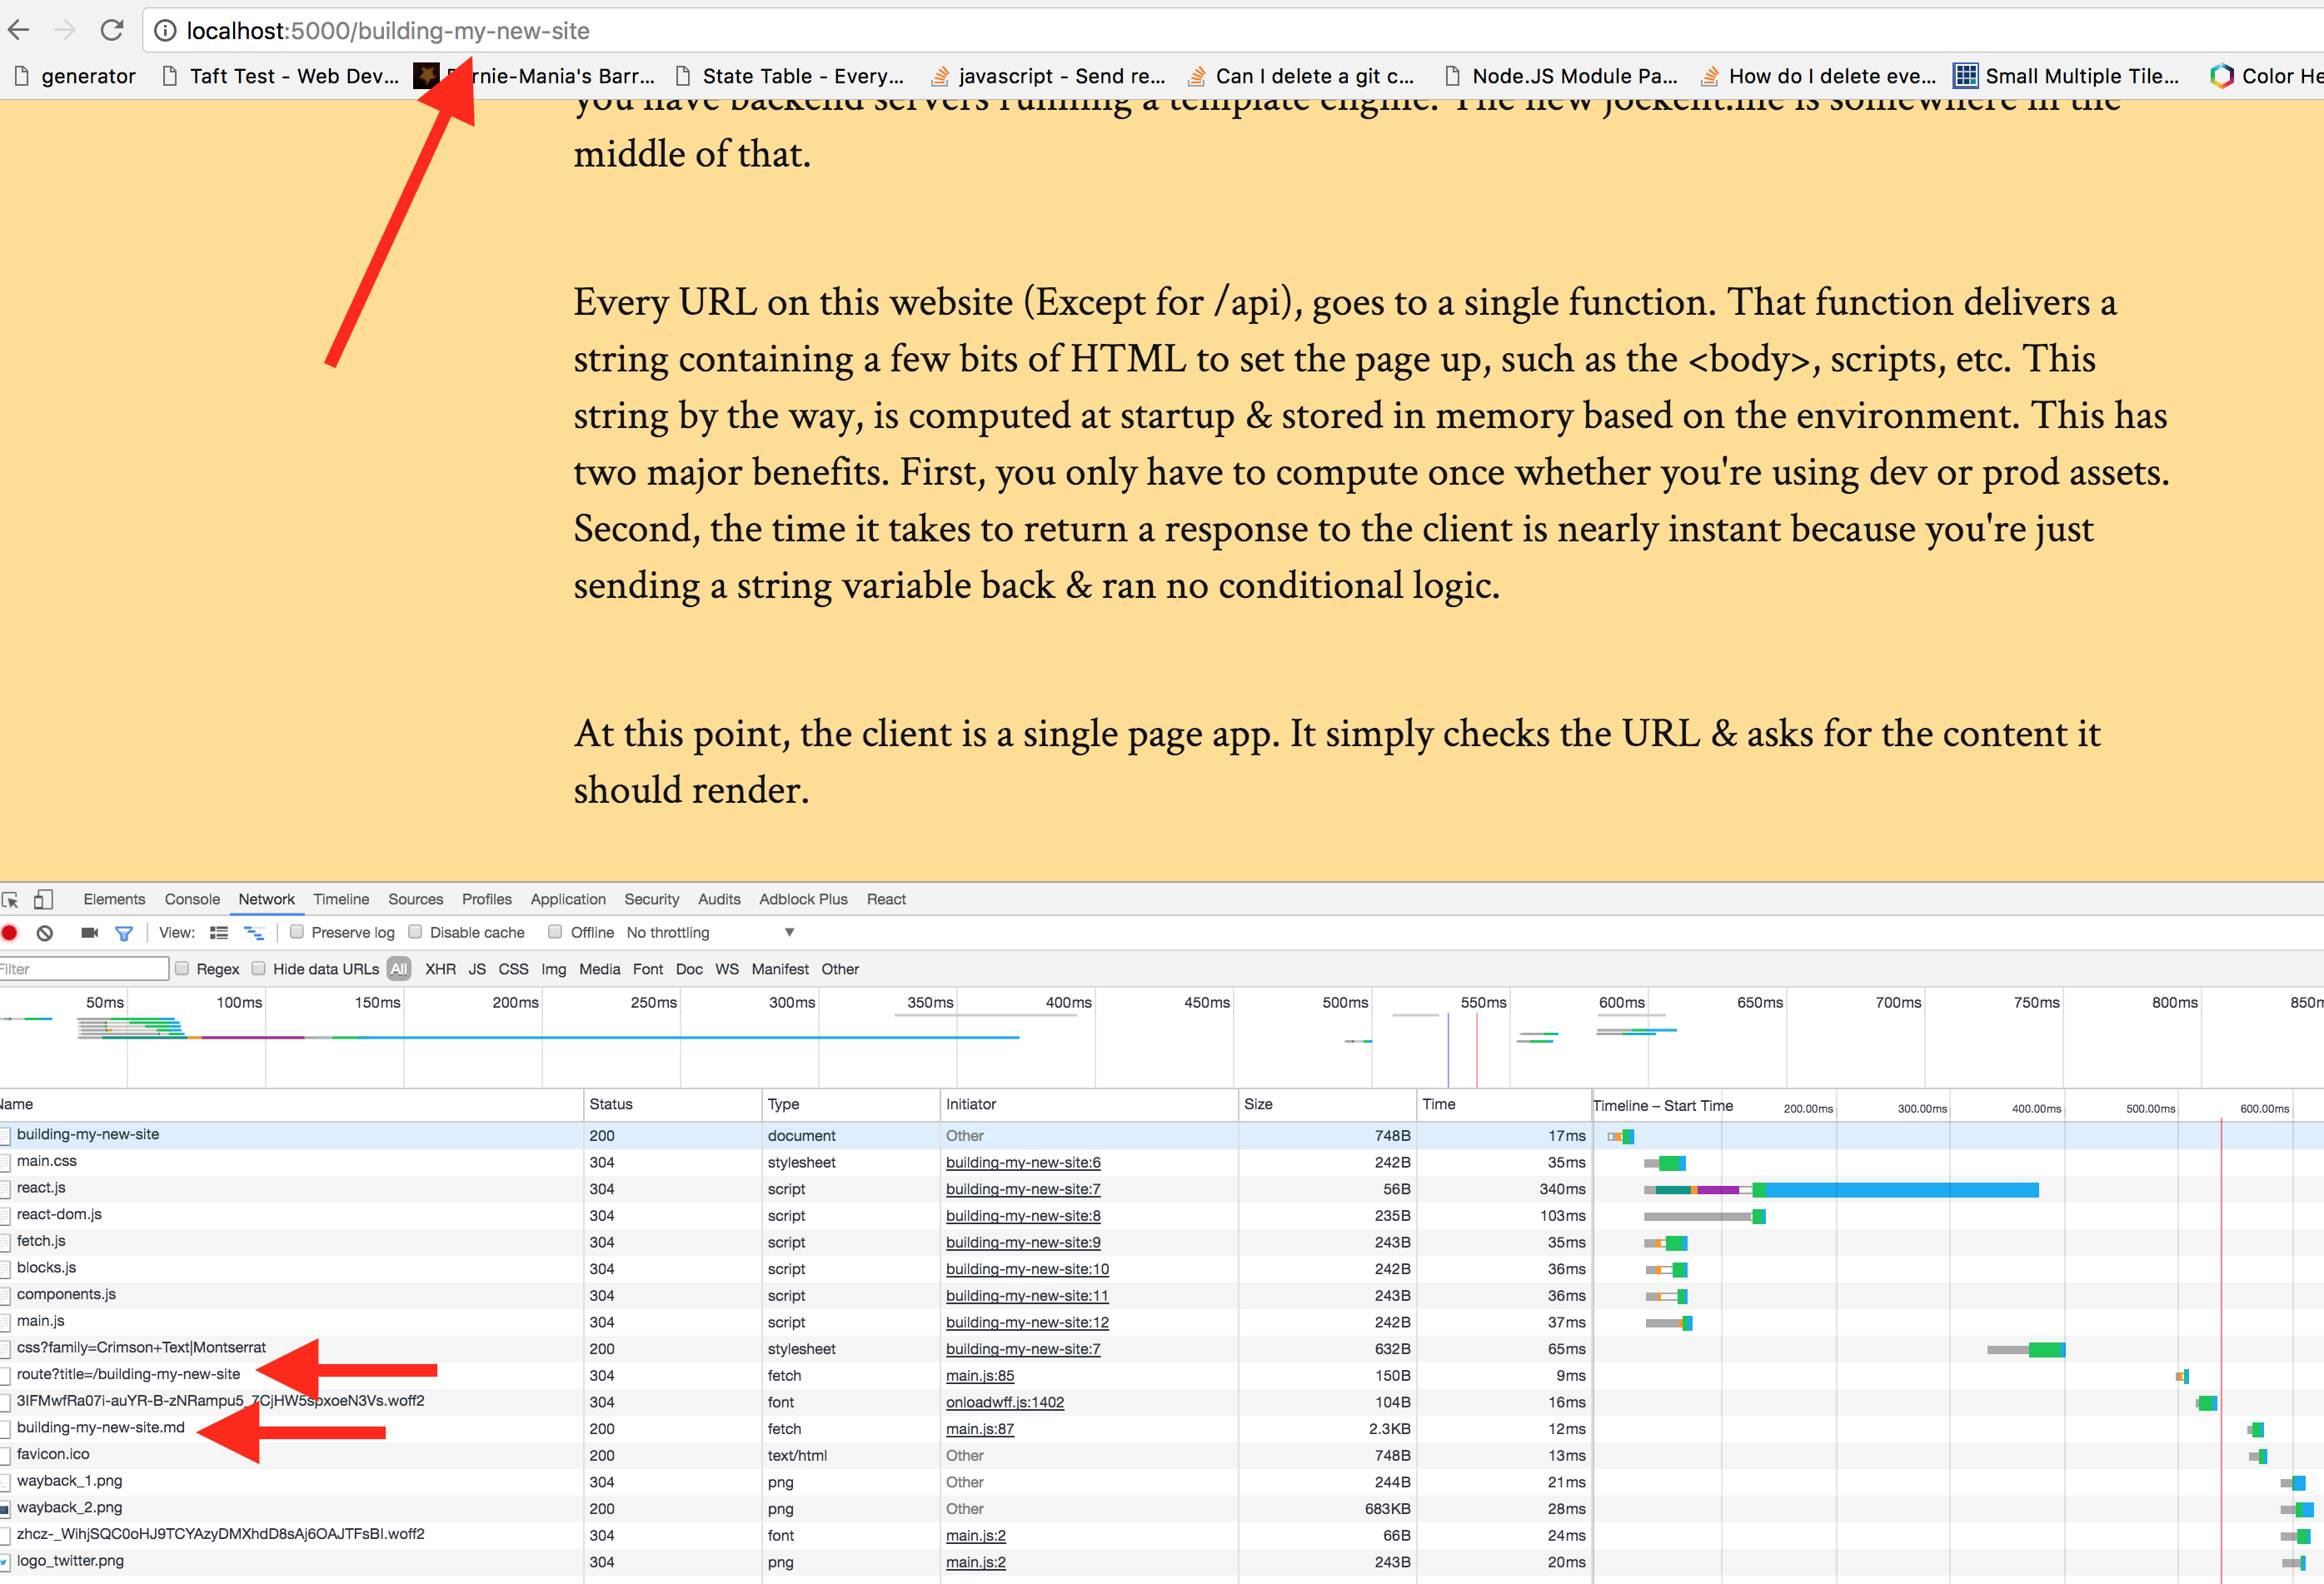 localhost:5000/building-my-new-site
generator Taft Test - Web Dev... rnie-Mania's Barr... State Table - Every... javascript - Send re... Can I delete a git c... Node.JS Module Pa... How do I delete eve... Small Multiple Tile... Color He
you have backend servers running a template engine. The new jockent.me is somewhere in the
middle of that.
Every URL on this website (Except for /api), goes to a single function. That function delivers a
string containing a few bits of HTML to set the page up, such as the <body>, scripts, etc. This
string by the way, is computed at startup & stored in memory based on the environment. This has
two major benefits. First, you only have to compute once whether you're using dev or prod assets.
Second, the time it takes to return a response to the client is nearly instant because you're just
sending a string variable back & ran no conditional logic.
At this point, the client is a single page app. It simply checks the URL & asks for the content it
should render.
Elements Console Network Timeline Sources Profiles Application Security Audits Adblock Plus React
View: Preserve log Disable cache Offline No throttling
Filter Regex Hide data URLs All XHR JS CSS Img Media Font Doc WS Manifest Other
50ms 100ms 150ms 200ms 250ms 300ms 350ms 400ms 450ms 500ms 550ms 600ms 650ms 700ms 750ms 800ms 850m
Name Status Type Initiator Size Time Timeline – Start Time 200.00ms 300.00ms 400.00ms 500.00ms 600.00ms
building-my-new-site 200 document Other 748B 17ms
main.css 304 stylesheet building-my-new-site:6 242B 35ms
react.js 304 script building-my-new-site:7 56B 340ms
react-dom.js 304 script building-my-new-site:8 235B 103ms
fetch.js 304 script building-my-new-site:9 243B 35ms
blocks.js 304 script building-my-new-site:10 242B 36ms
components.js 304 script building-my-new-site:11 243B 36ms
main.js 304 script building-my-new-site:12 242B 37ms
css?family=Crimson+Text|Montserrat 200 stylesheet building-my-new-site:7 632B 65ms
route?title=/building-my-new-site 304 fetch main.js:85 150B 9ms
3IFMwfRa07i-auYR-B-zNRampu5_7CjHW5spxoeN3Vs.woff2 304 font onloadwff.js:1402 104B 16ms
building-my-new-site.md 200 fetch main.js:87 2.3KB 12ms
favicon.ico 200 text/html Other 748B 13ms
wayback_1.png 304 png Other 244B 21ms
wayback_2.png 200 png Other 683KB 28ms
zhcz-_WihjSQC0oHJ9TCYAzyDMXhdD8sAj6OAJTFsBI.woff2 304 font main.js:2 66B 24ms
logo_twitter.png 304 png main.js:2 243B 20ms